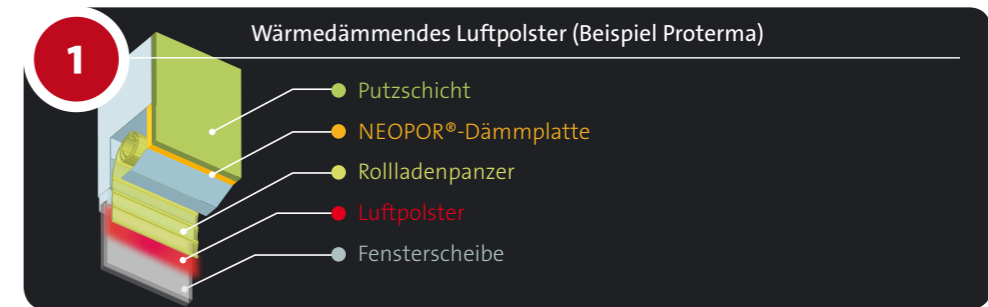 1
Wärmedämmendes Luftpolster (Beispiel Proterma)
Putzschicht
NEOPOR®-Dämmplatte
Rollladenpanzer
Luftpolster
Fensterscheibe